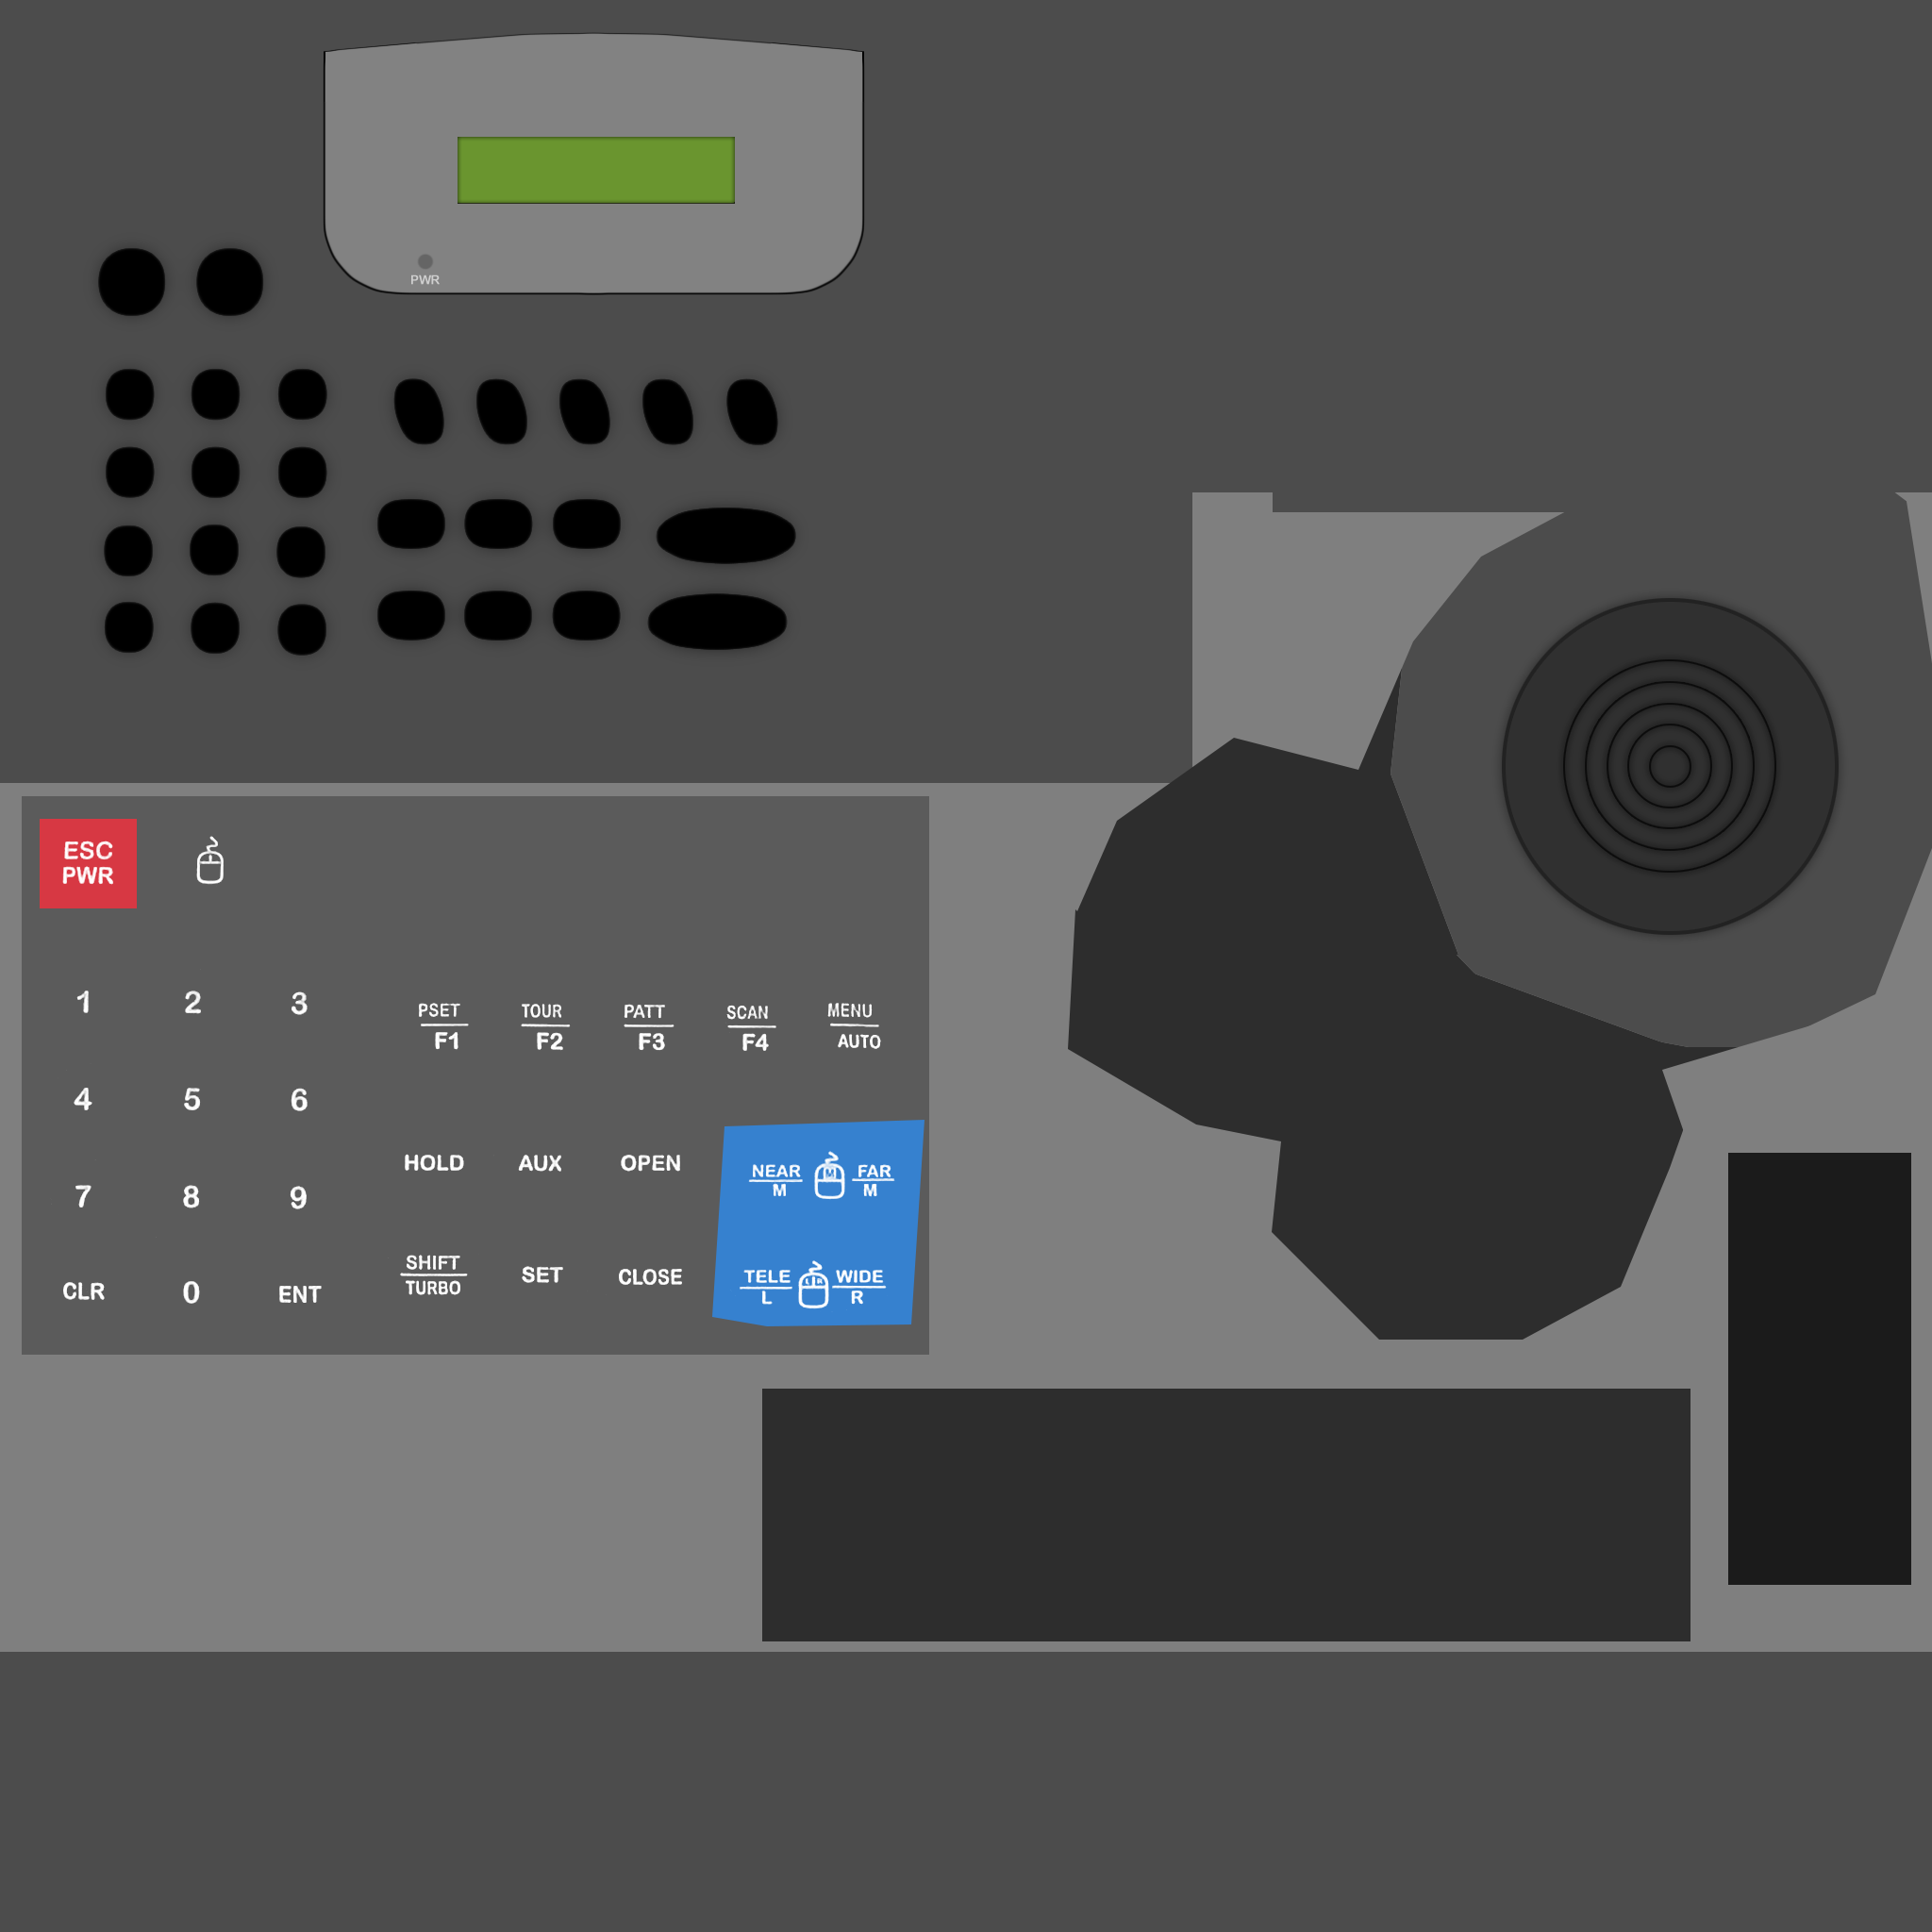 PWR
ESC
PWR
1 2 3
PSET TOUR PATT SCAN MENU
F1 F2 F3 F4 AUTO
4 5 6
HOLD AUX OPEN
NEAR M FAR
M M
7 8 9
SHIFT SET CLOSE
TURBO
TELE L R WIDE
L R
CLR 0 ENT